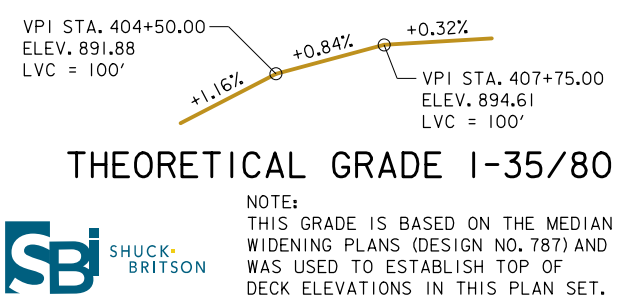 VPI STA. 404+50.00
ELEV. 891.88
LVC = 100'
+1.16%
+0.84%
+0.32%
VPI STA. 407+75.00
ELEV. 894.61
LVC = 100'
THEORETICAL GRADE I-35/80
NOTE:
THIS GRADE IS BASED ON THE MEDIAN
WIDENING PLANS (DESIGN NO. 787) AND
WAS USED TO ESTABLISH TOP OF
DECK ELEVATIONS IN THIS PLAN SET.
SBi
SHUCK-
BRITSON